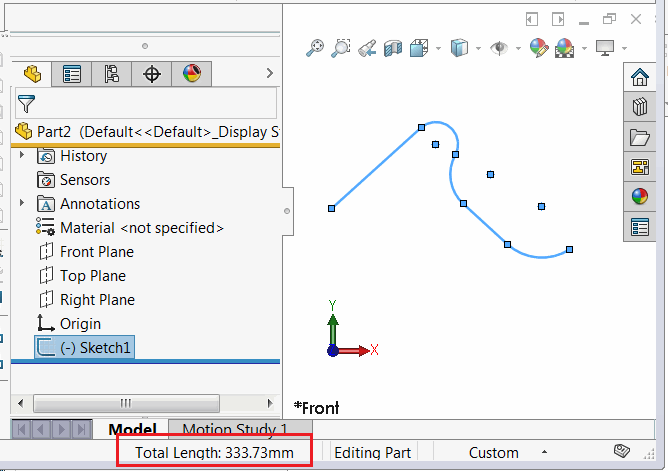 Part2 (Default<<Default>_Display S
History
Sensors
Annotations
Material <not specified>
Front Plane
Top Plane
Right Plane
Origin
(-) Sketch1
Y
X
*Front
Model
Motion Study 1
Total Length: 333.73mm
Editing Part
Custom